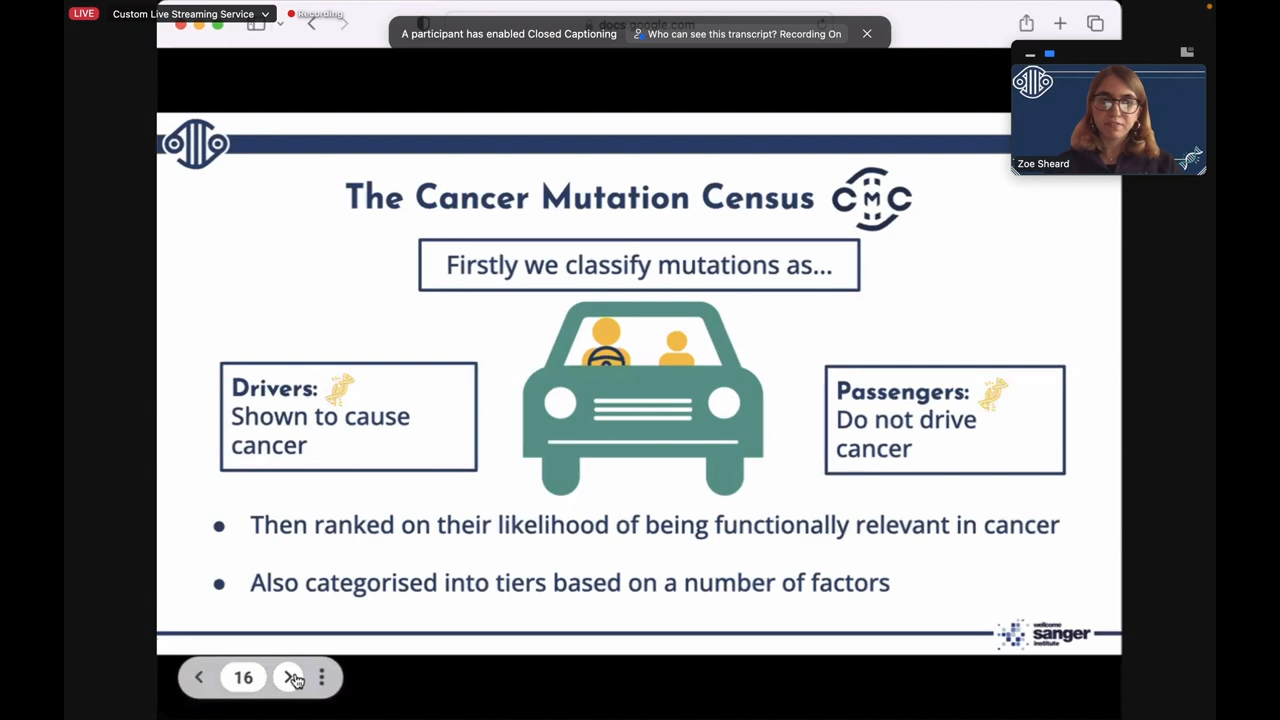 LIVE
Custom Live Streaming Service
Recording
docs.google.com
A participant has enabled Closed Captioning
Who can see this transcript? Recording On
Zoe Sheard
The Cancer Mutation Census
CMC
Firstly we classify mutations as...
Drivers:
Shown to cause
cancer
Passengers:
Do not drive
cancer
● Then ranked on their likelihood of being functionally relevant in cancer
● Also categorised into tiers based on a number of factors
wellcome
sanger
institute
16